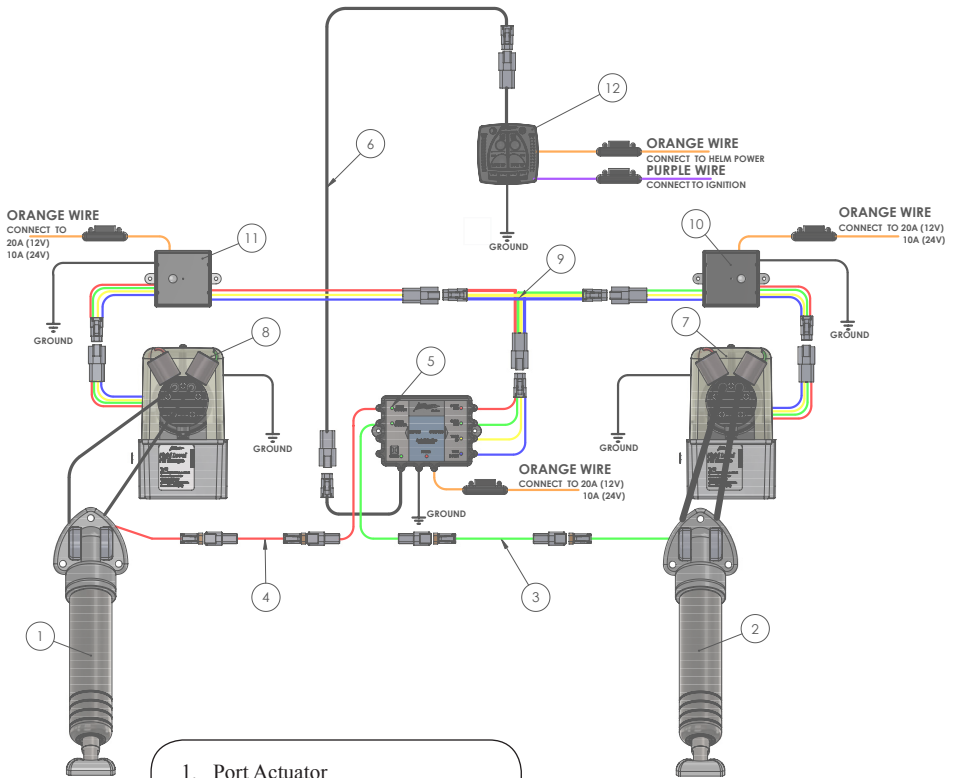 12
6
ORANGE WIRE
CONNECT TO HELM POWER
PURPLE WIRE
CONNECT TO IGNITION
ORANGE WIRE
CONNECT TO
20A (12V)
10A (24V)
11
GROUND
9
10
ORANGE WIRE
CONNECT TO 20A (12V)
10A (24V)
GROUND
GROUND
8
5
7
GROUND
GROUND
ORANGE WIRE
CONNECT TO 20A (12V)
10A (24V)
GROUND
4
3
1
2
1. Port Actuator